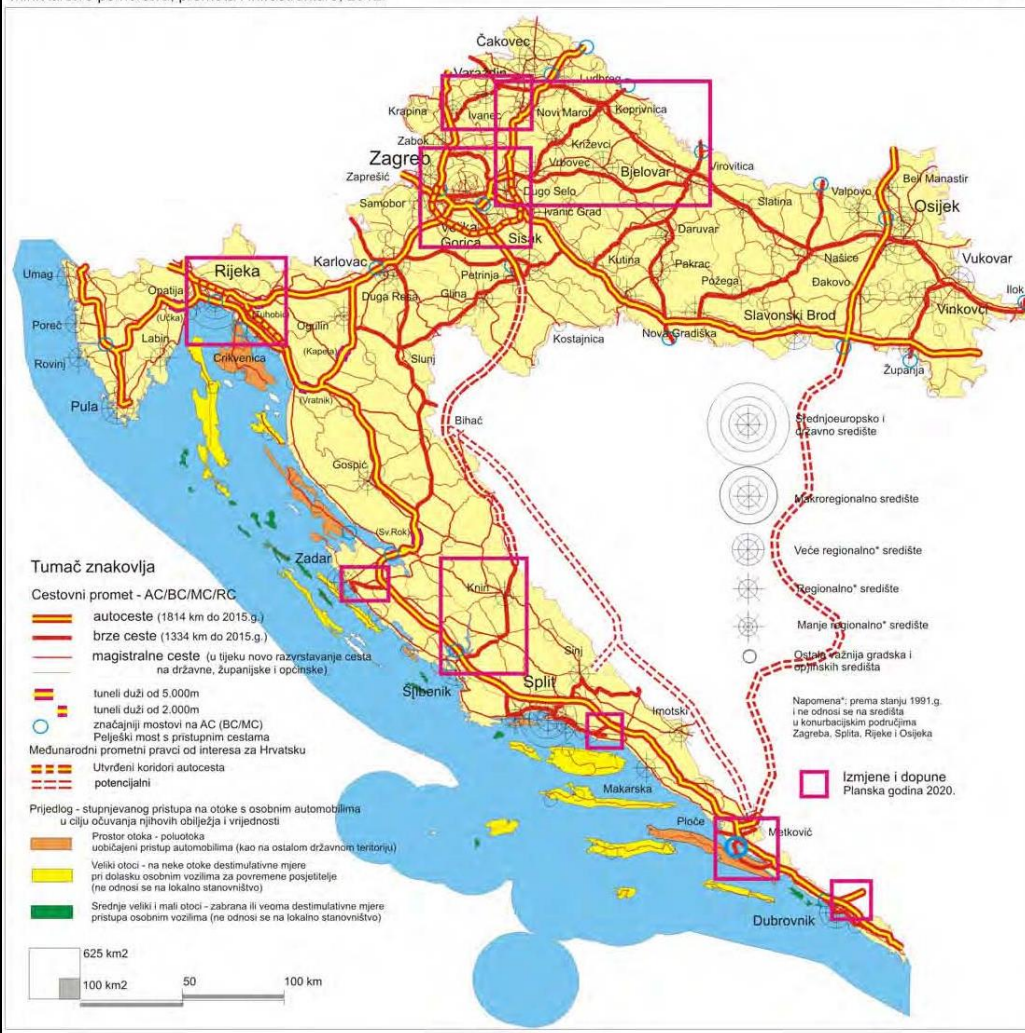 Čakovec
Varaždin
Ludbreg
Krapina
Ivanec
Novi Marof
Koprivnica
Zabok
Križevci
Zagreb
Vrbovec
Bjelovar
Virovitica
Zaprešić
Dugo Selo
Samobor
Ivanić Grad
Slatina
Valpovo
Beli Manastir
Velika
Gorica
Sisak
Osijek
Daruvar
Umag
Rijeka
Karlovac
Kutina
Pakrac
Našice
Vukovar
Opatija
Petrinja
Požega
Đakovo
Ilok
Duga Resa
Glina
(Učka)
(Tuhobić)
Ogulin
Slavonski Brod
Vinkovci
Poreč
Labin
Nova Gradiška
Kostajnica
Rovinj
Crikvenica
(Kapela)
Slunj
Županja
Pula
(Vratnik)
Bihać
Srednjoeuropsko i
državno središte
Gospić
Makroregionalno središte
(Sv.Rok)
Zadar
Veće regionalno* središte
Tumač znakovlja
Knin
Regionalno* središte
Cestovni promet - AC/BC/MC/RC
autoceste (1814 km do 2015.g.)
Manje regionalno* središte
brze ceste (1334 km do 2015.g.)
magistralne ceste (u tijeku novo razvrstavanje cesta
na državne, županijske i općinske)
Ostala važnija gradska i
općinskih središta
Sinj
Split
Šibenik
tuneli duži od 5.000m
tuneli duži od 2.000m
značajniji mostovi na AC (BC/MC)
Pelješki most s pristupnim cestama
Imotski
Napomena*: prema stanju 1991.g.
i ne odnosi se na središta
u konurbacijskim područjima
Zagreba, Splita, Rijeke i Osijeka
Međunarodni prometni pravci od interesa za Hrvatsku
Utvrđeni koridori autocesta
potencijalni
Izmjene i dopune
Planska godina 2020.
Makarska
Prijedlog - stupnjevanog pristupa na otoke s osobnim automobilima
u cilju očuvanja njihovih obilježja i vrijednosti
Ploče
Metković
Prostor otoka - poluotoka
uobičajeni pristup automobilima (kao na ostalom državnom teritoriju)
Veliki otoci - na neke otoke destimulativne mjere
pri dolasku osobnim vozilima za povremene posjetitelje
(ne odnosi se na lokalno stanovništvo)
Srednje veliki i mali otoci - zabrana ili veoma destimulativne mjere
pristupa osobnim vozilima (ne odnosi se na lokalno stanovništvo)
Dubrovnik
625 km2
100 km2
50
100 km